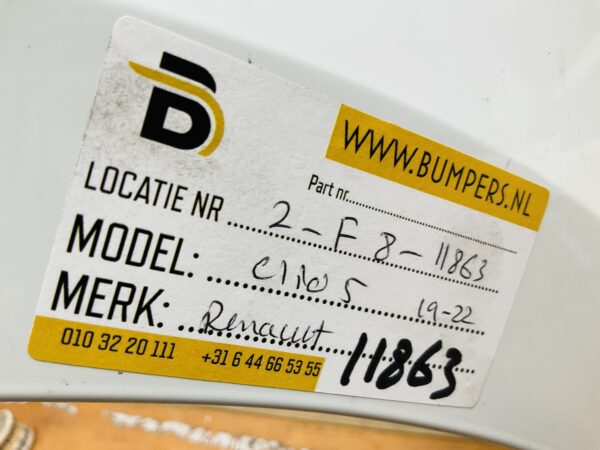 B
WWW.BUMPERS.NL
Part nr.
LOCATIE NR 2-F 8-11863
MODEL: Clio 5 19-22
MERK: Renault
11863
010 32 20 111 +31 6 44 66 53 55